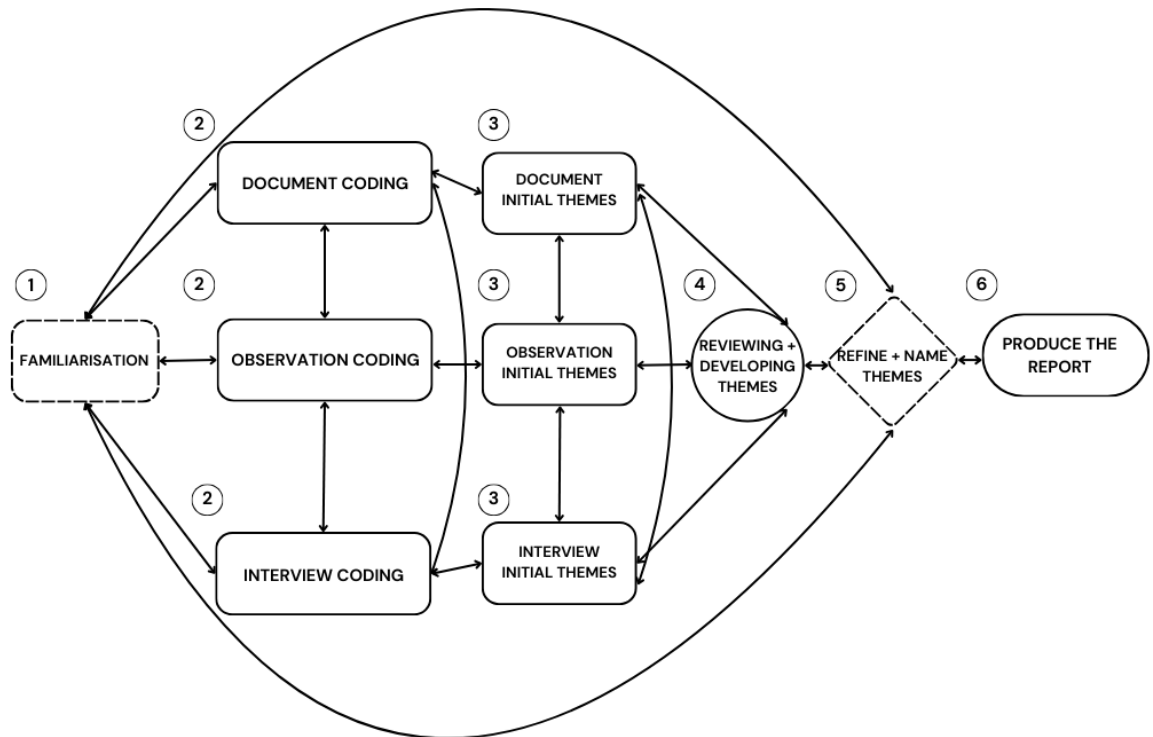 2
DOCUMENT CODING
3
DOCUMENT
INITIAL THEMES
1
FAMILIARISATION
2
OBSERVATION CODING
3
OBSERVATION
INITIAL THEMES
4
REVIEWING +
DEVELOPING
THEMES
5
REFINE + NAME
THEMES
6
PRODUCE THE
REPORT
2
INTERVIEW CODING
3
INTERVIEW
INITIAL THEMES